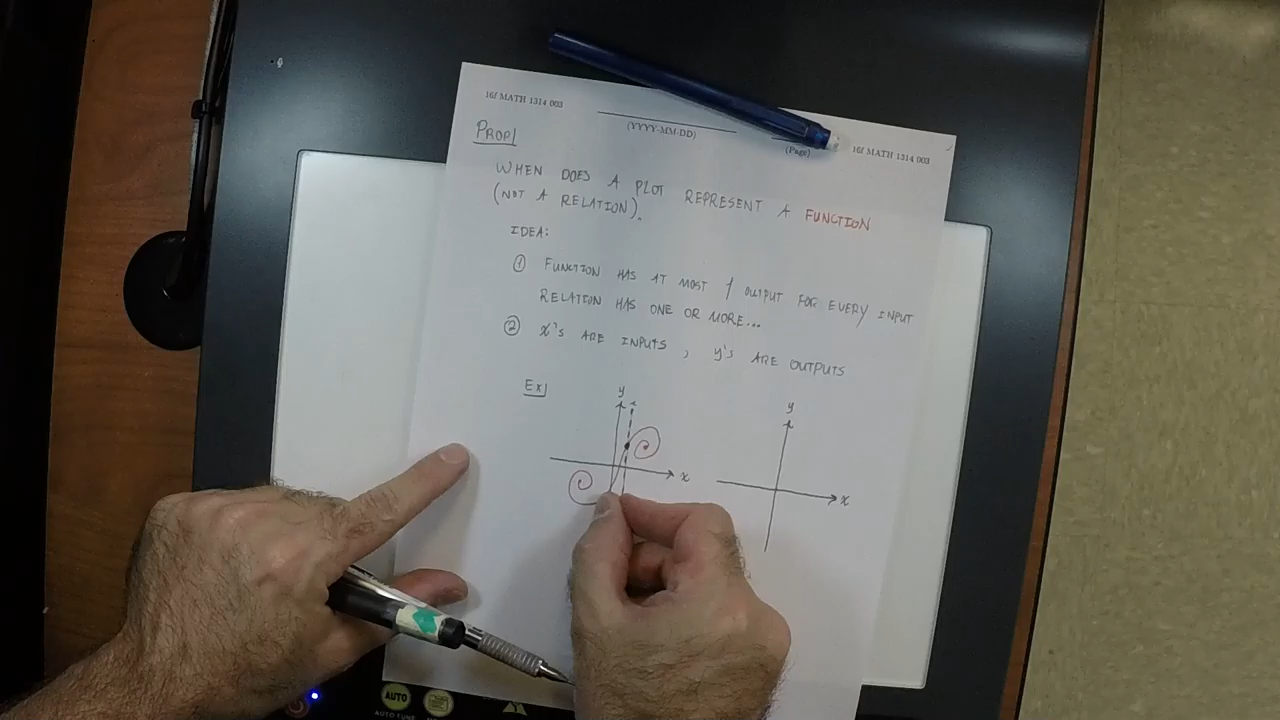 16f MATH 1314 003
(YYYY-MM-DD)
(Page)
16f MATH 1314 003
PROP|
WHEN DOES A PLOT REPRESENT A FUNCTION
(NOT A RELATION).
IDEA:
① FUNCTION HAS AT MOST 1 OUTPUT FOR EVERY INPUT
RELATION HAS ONE OR MORE...
② x's ARE INPUTS, y's ARE OUTPUTS
EX|
y
x
y
x
AUTO
AUTO TUNE